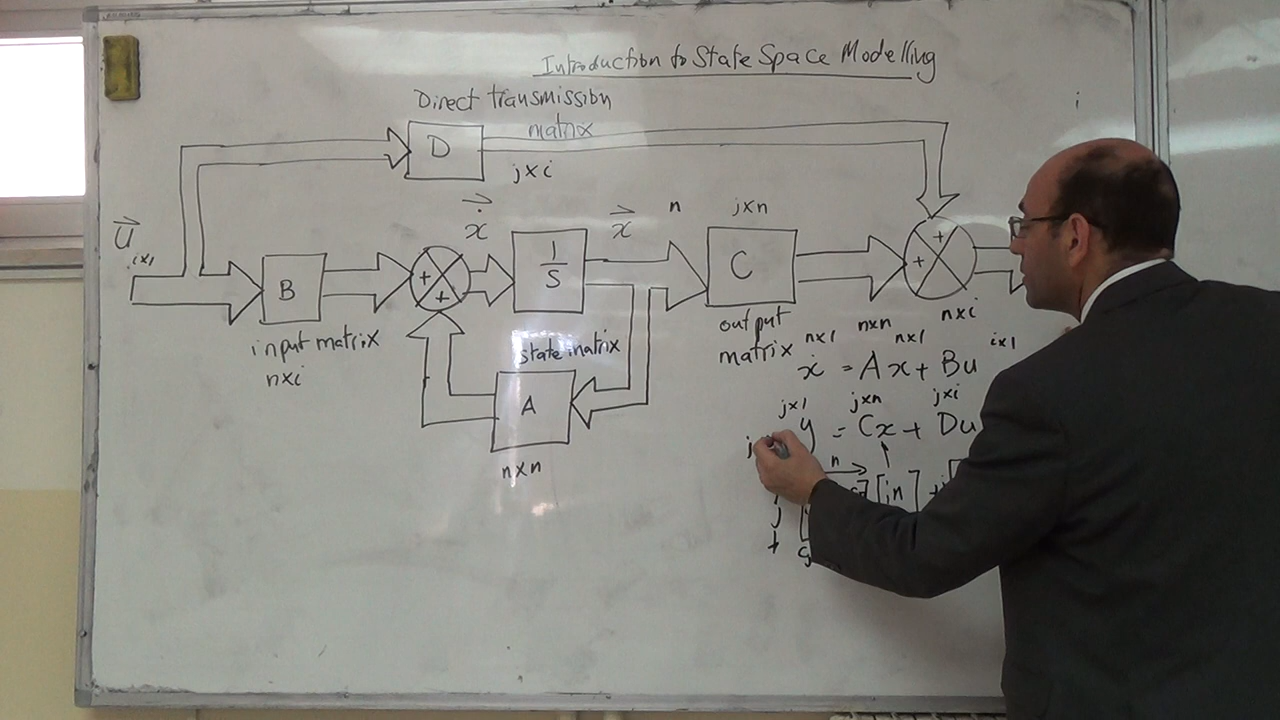 Introduction to State Space Modelling
Direct transmission
matrix
i
D
j×i
ẋ
x
n
j×n
u
i×1
B
+
+
1
S
C
+
+
input matrix
n×i
state matrix
output
matrix
A
n×n
n×1 n×n n×1 n×i i×1
ẋ = Ax + Bu
j×1 j×n j×i
y = Cx + Du
n
j